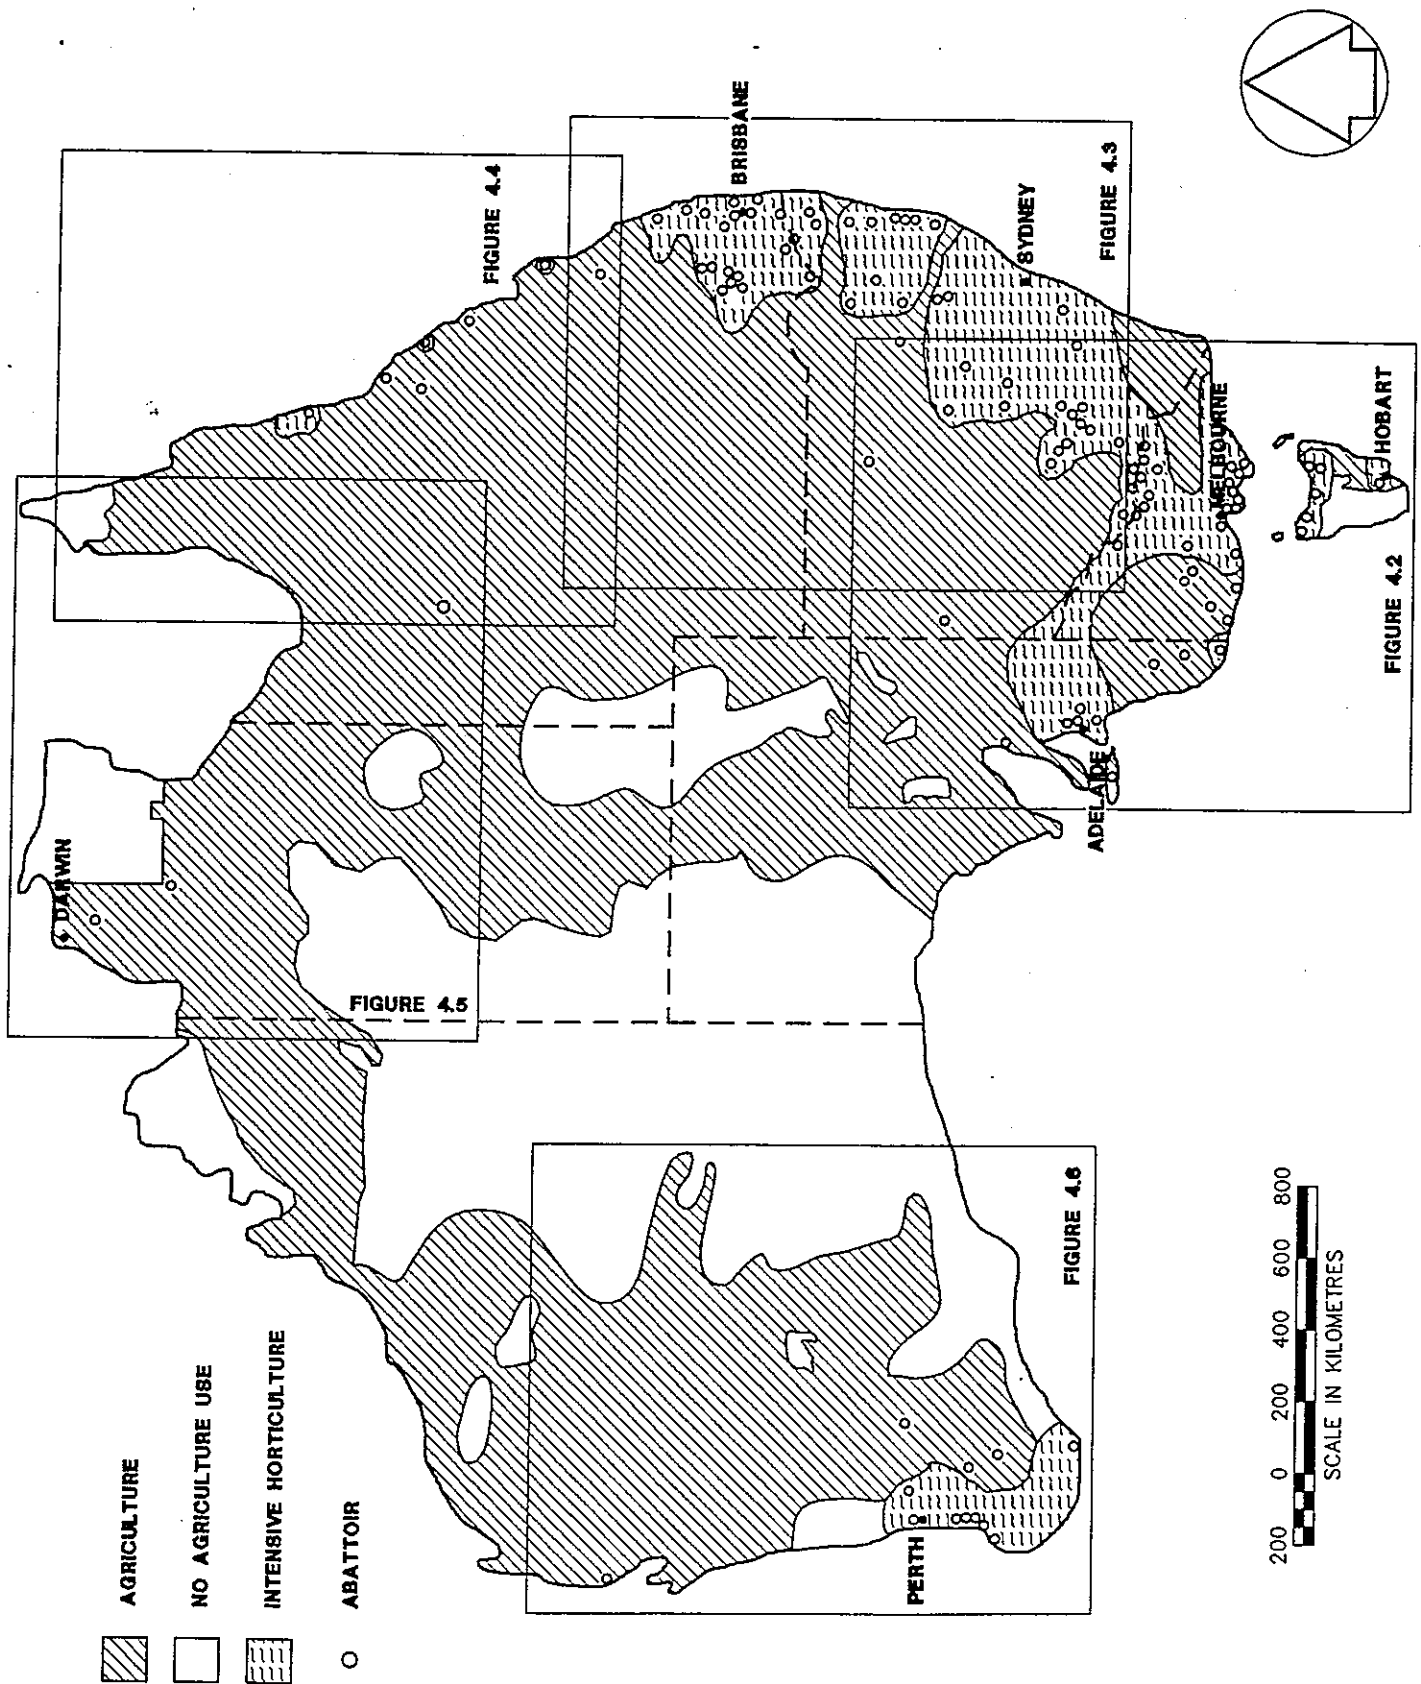 AGRICULTURE
NO AGRICULTURE USE
INTENSIVE HORTICULTURE
ABATTOIR
DARWIN
FIGURE 4.5
FIGURE 4.4
BRISBANE
SYDNEY
FIGURE 4.3
MELBOURNE
HOBART
FIGURE 4.2
ADELAIDE
PERTH
FIGURE 4.6
200 0 200 400 600 800
SCALE IN KILOMETRES